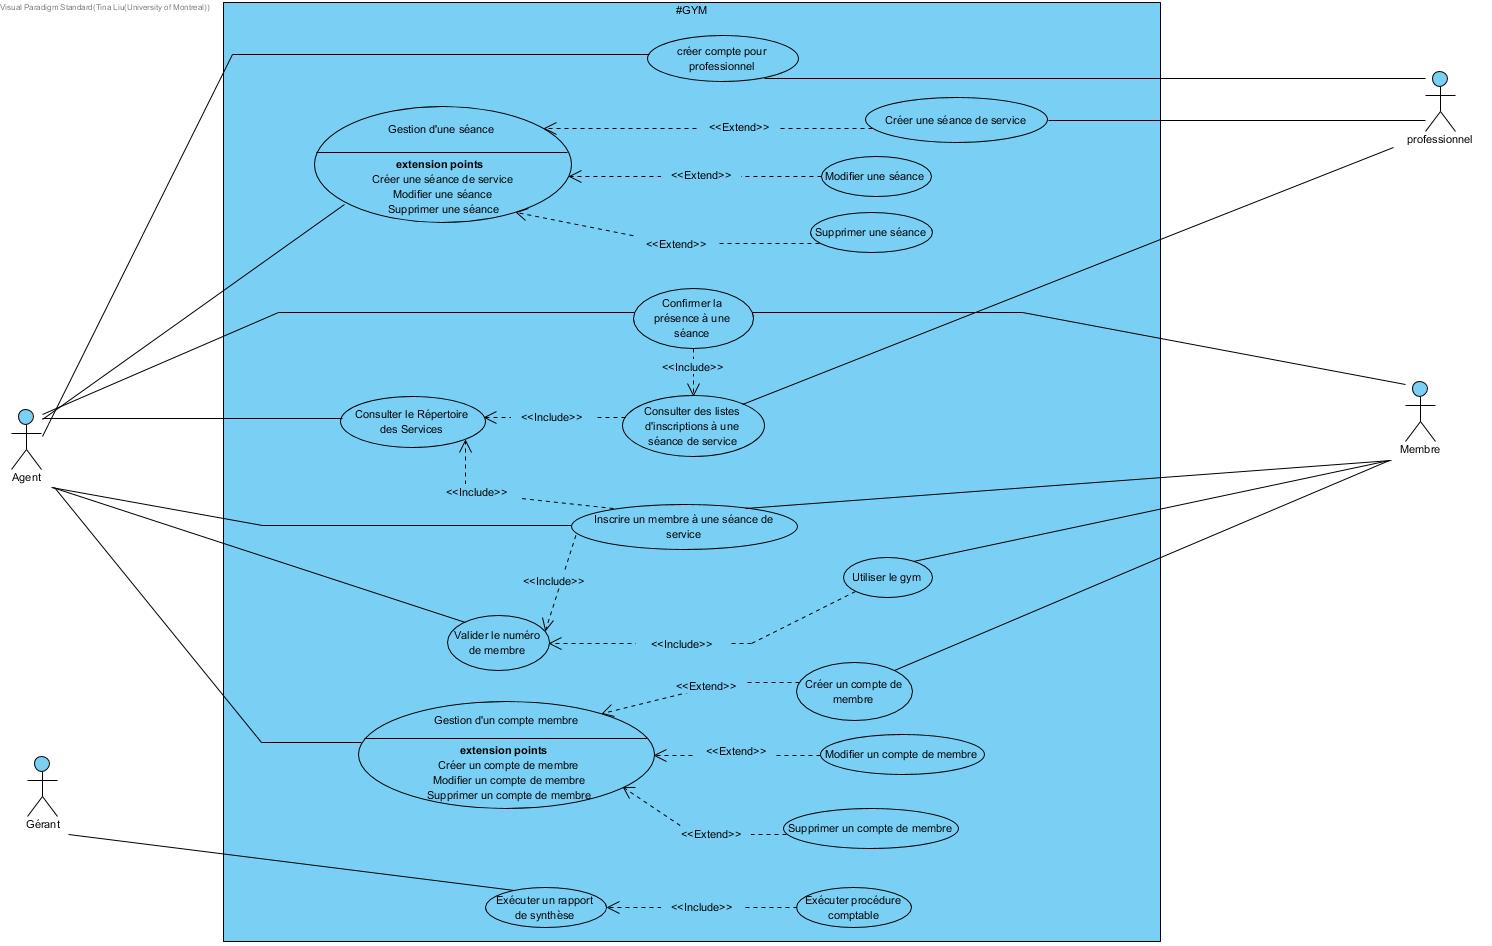 Visual Paradigm Standard(Tina Liu(University of Montreal))
#GYM
créer compte pour
professionnel
professionnel
Gestion d'une séance
extension points
Créer une séance de service
Modifier une séance
Supprimer une séance
<<Extend>>
Créer une séance de service
<<Extend>>
Modifier une séance
<<Extend>>
Supprimer une séance
Confirmer la
présence à une
séance
<<Include>>
Consulter le Répertoire
des Services
<<Include>>
Consulter des listes
d'inscriptions à une
séance de service
Agent
Membre
<<Include>>
Inscrire un membre à une séance de
service
<<Include>>
Utiliser le gym
Valider le numéro
de membre
<<Include>>
<<Extend>>
Créer un compte de
membre
Gestion d'un compte membre
extension points
Créer un compte de membre
Modifier un compte de membre
Supprimer un compte de membre
<<Extend>>
Modifier un compte de membre
<<Extend>>
Supprimer un compte de membre
Gérant
Exécuter un rapport
de synthèse
<<Include>>
Exécuter procédure
comptable